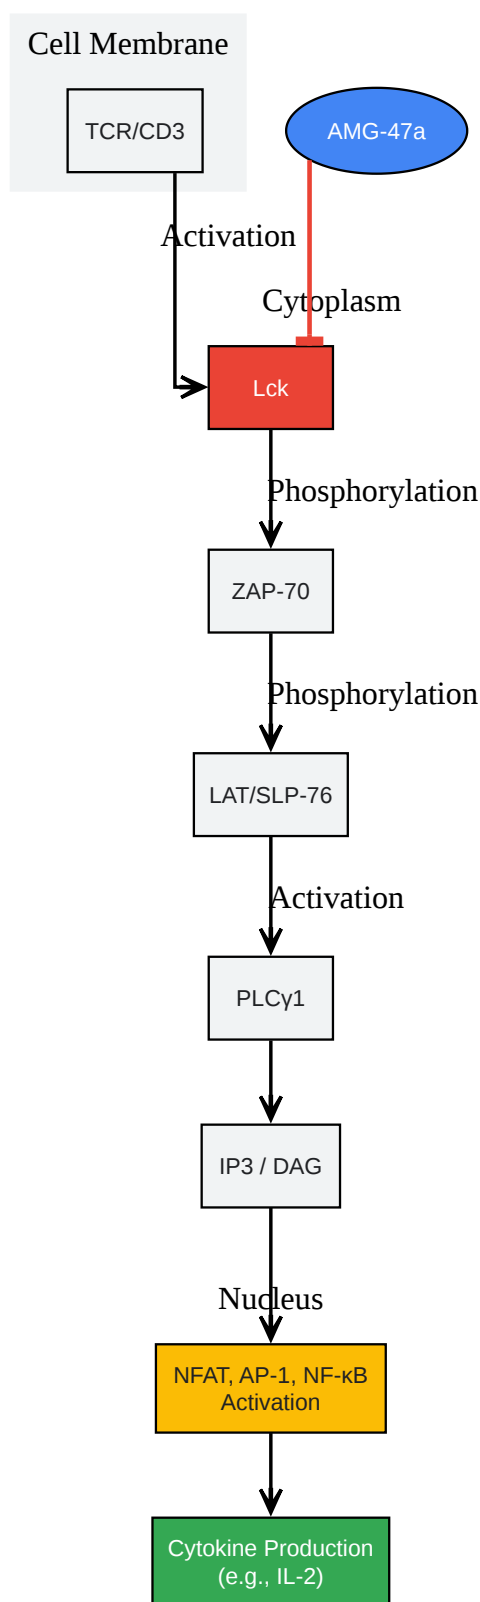 Cell Membrane
TCR/CD3
AMG-47a
Activation
Cytoplasm
Lck
Phosphorylation
ZAP-70
Phosphorylation
LAT/SLP-76
Activation
PLCγ1
IP3 / DAG
Nucleus
NFAT, AP-1, NF-κB
Activation
Cytokine Production
(e.g., IL-2)